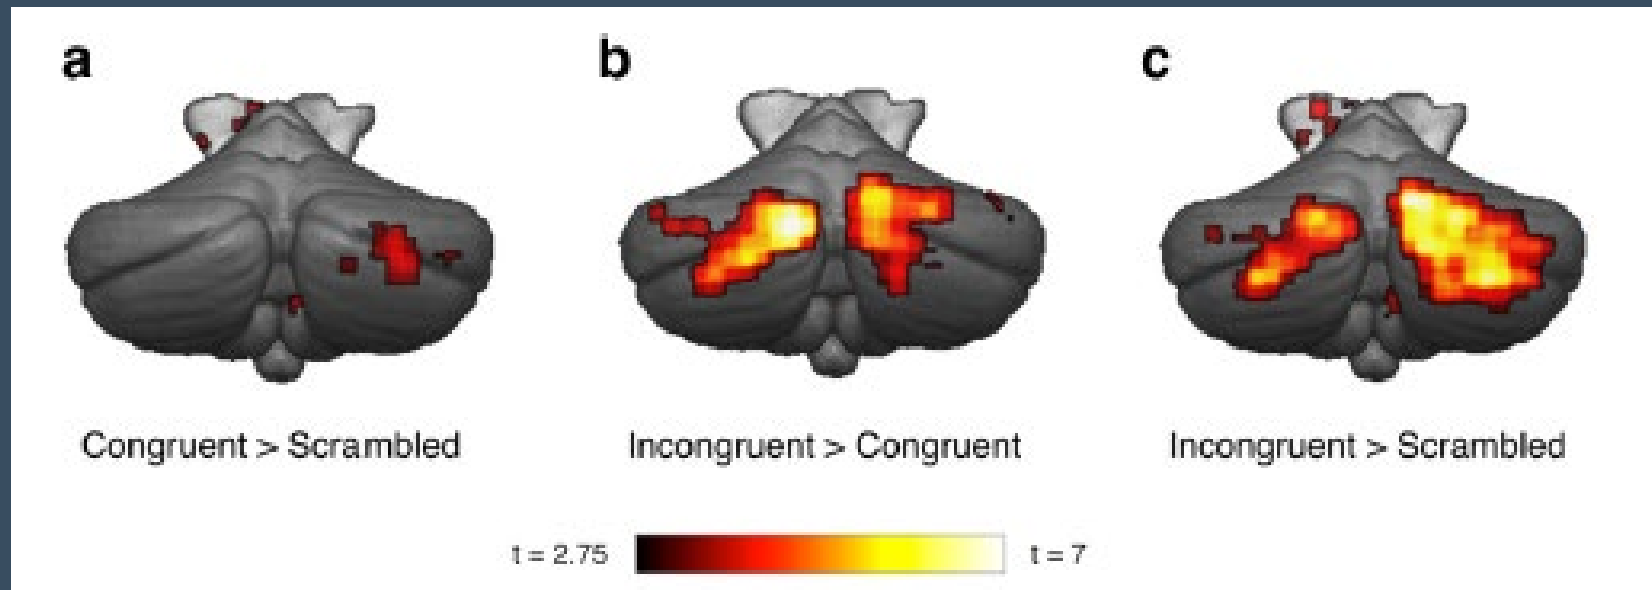 a
b
c
Congruent > Scrambled
Incongruent > Congruent
Incongruent > Scrambled
t = 2.75
t = 7